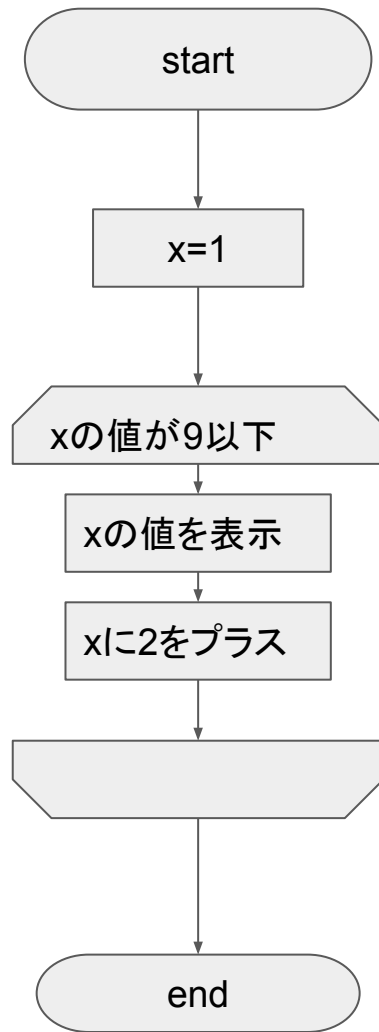 start
x=1
xの値が9以下
xの値を表示
xに2をプラス
end